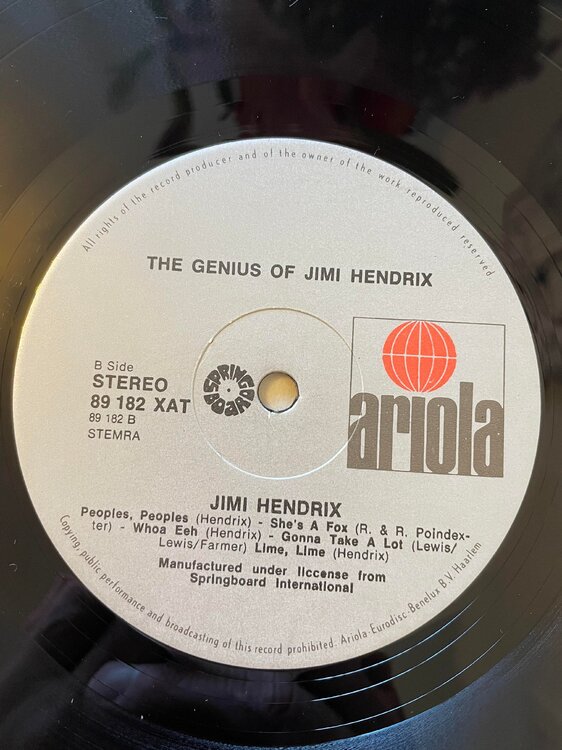 All rights of the record producer and of the owner of the work reproduced reserved
THE GENIUS OF JIMI HENDRIX
B Side
STEREO
89 182 XAT
89 182 B
STEMRA
SPRINGBOARD
ariola
JIMI HENDRIX
Peoples, Peoples (Hendrix) - She's A Fox (R. & R. Poindex-
ter) - Whoa Eeh (Hendrix) - Gonna Take A Lot (Lewis/
Lewis/Farmer) Lime, Lime (Hendrix)
Manufactured under liccense from
Springboard International
Copying, public performance and broadcasting of this record prohibited. Ariola-Eurodisc-Benelux B.V. Haarlem